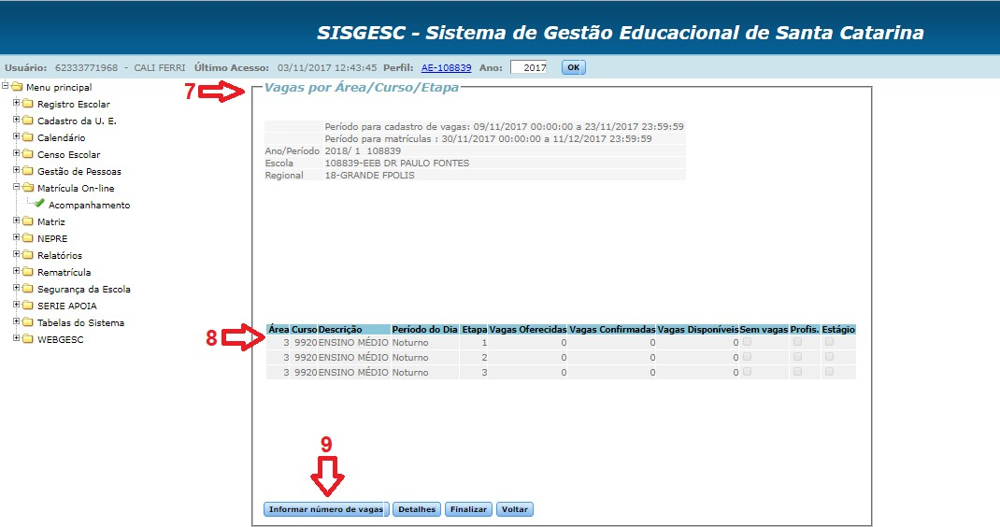 SISGESC - Sistema de Gestão Educacional de Santa Catarina
Usuário: 62333771968 - CALI FERRI Último Acesso: 03/11/2017 12:43:45 Perfil: AE-108839 Ano: 2017 OK
Menu principal
Registro Escolar
Cadastro da U. E.
Calendário
Censo Escolar
Gestão de Pessoas
Matrícula On-line
Acompanhamento
Matriz
NEPRE
Relatórios
Rematrícula
Segurança da Escola
SERIE APOIA
Tabelas do Sistema
WEBGESC
7
Vagas por Área/Curso/Etapa
Período para cadastro de vagas: 09/11/2017 00:00:00 a 23/11/2017 23:59:59
Período para matrículas : 30/11/2017 00:00:00 a 11/12/2017 23:59:59
Ano/Período 2018/ 1 108839
Escola 108839-EEB DR PAULO FONTES
Regional 18-GRANDE FPOLIS
8
Área Curso Descrição Período do Dia Etapa Vagas Oferecidas Vagas Confirmadas Vagas Disponíveis Sem vagas Profis. Estágio
3 9920 ENSINO MÉDIO Noturno 1 0 0 0
3 9920 ENSINO MÉDIO Noturno 2 0 0 0
3 9920 ENSINO MÉDIO Noturno 3 0 0 0
9
Informar número de vagas Detalhes Finalizar Voltar